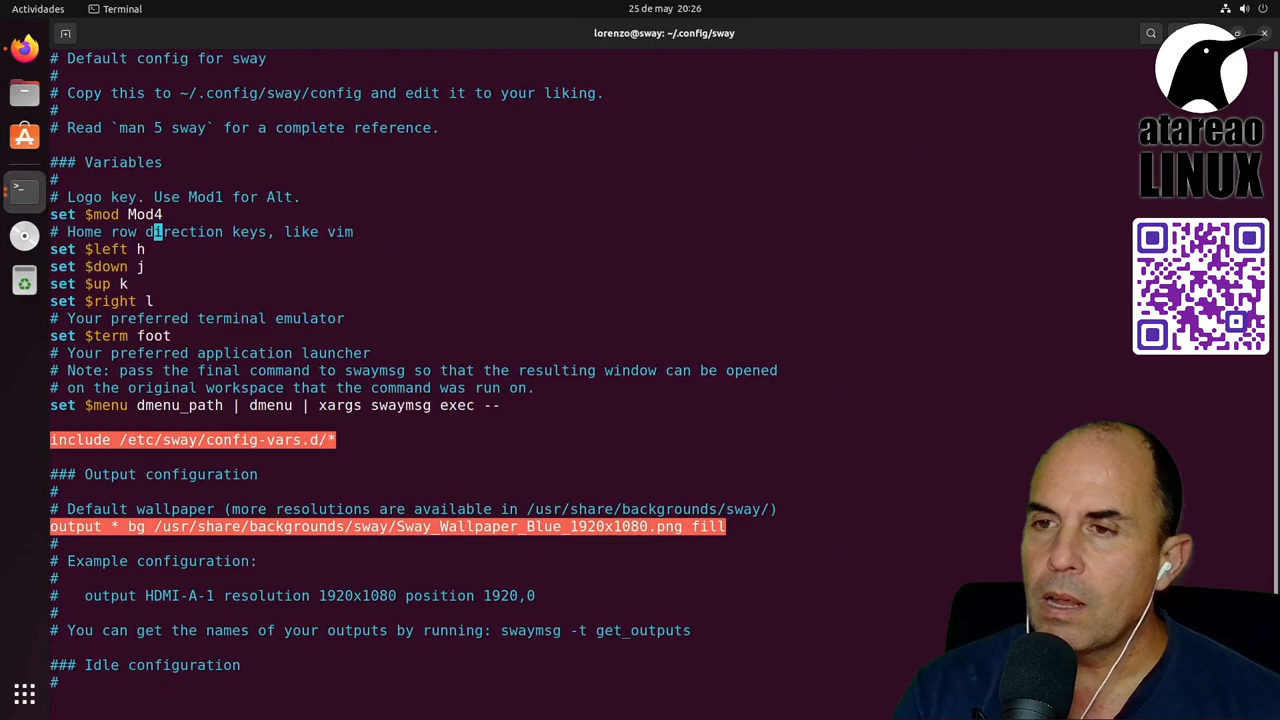 Actividades
Terminal
25 de may 20:26
lorenzo@sway: ~/.config/sway
# Default config for sway
#
# Copy this to ~/.config/sway/config and edit it to your liking.
#
# Read `man 5 sway` for a complete reference.
### Variables
#
# Logo key. Use Mod1 for Alt.
set $mod Mod4
# Home row direction keys, like vim
set $left h
set $down j
set $up k
set $right l
# Your preferred terminal emulator
set $term foot
# Your preferred application launcher
# Note: pass the final command to swaymsg so that the resulting window can be opened
# on the original workspace that the command was run on.
set $menu dmenu_path | dmenu | xargs swaymsg exec --
include /etc/sway/config-vars.d/*
### Output configuration
#
# Default wallpaper (more resolutions are available in /usr/share/backgrounds/sway/)
output * bg /usr/share/backgrounds/sway/Sway_Wallpaper_Blue_1920x1080.png fill
#
# Example configuration:
#
#   output HDMI-A-1 resolution 1920x1080 position 1920,0
#
# You can get the names of your outputs by running: swaymsg -t get_outputs
### Idle configuration
#
atareao
LINUX